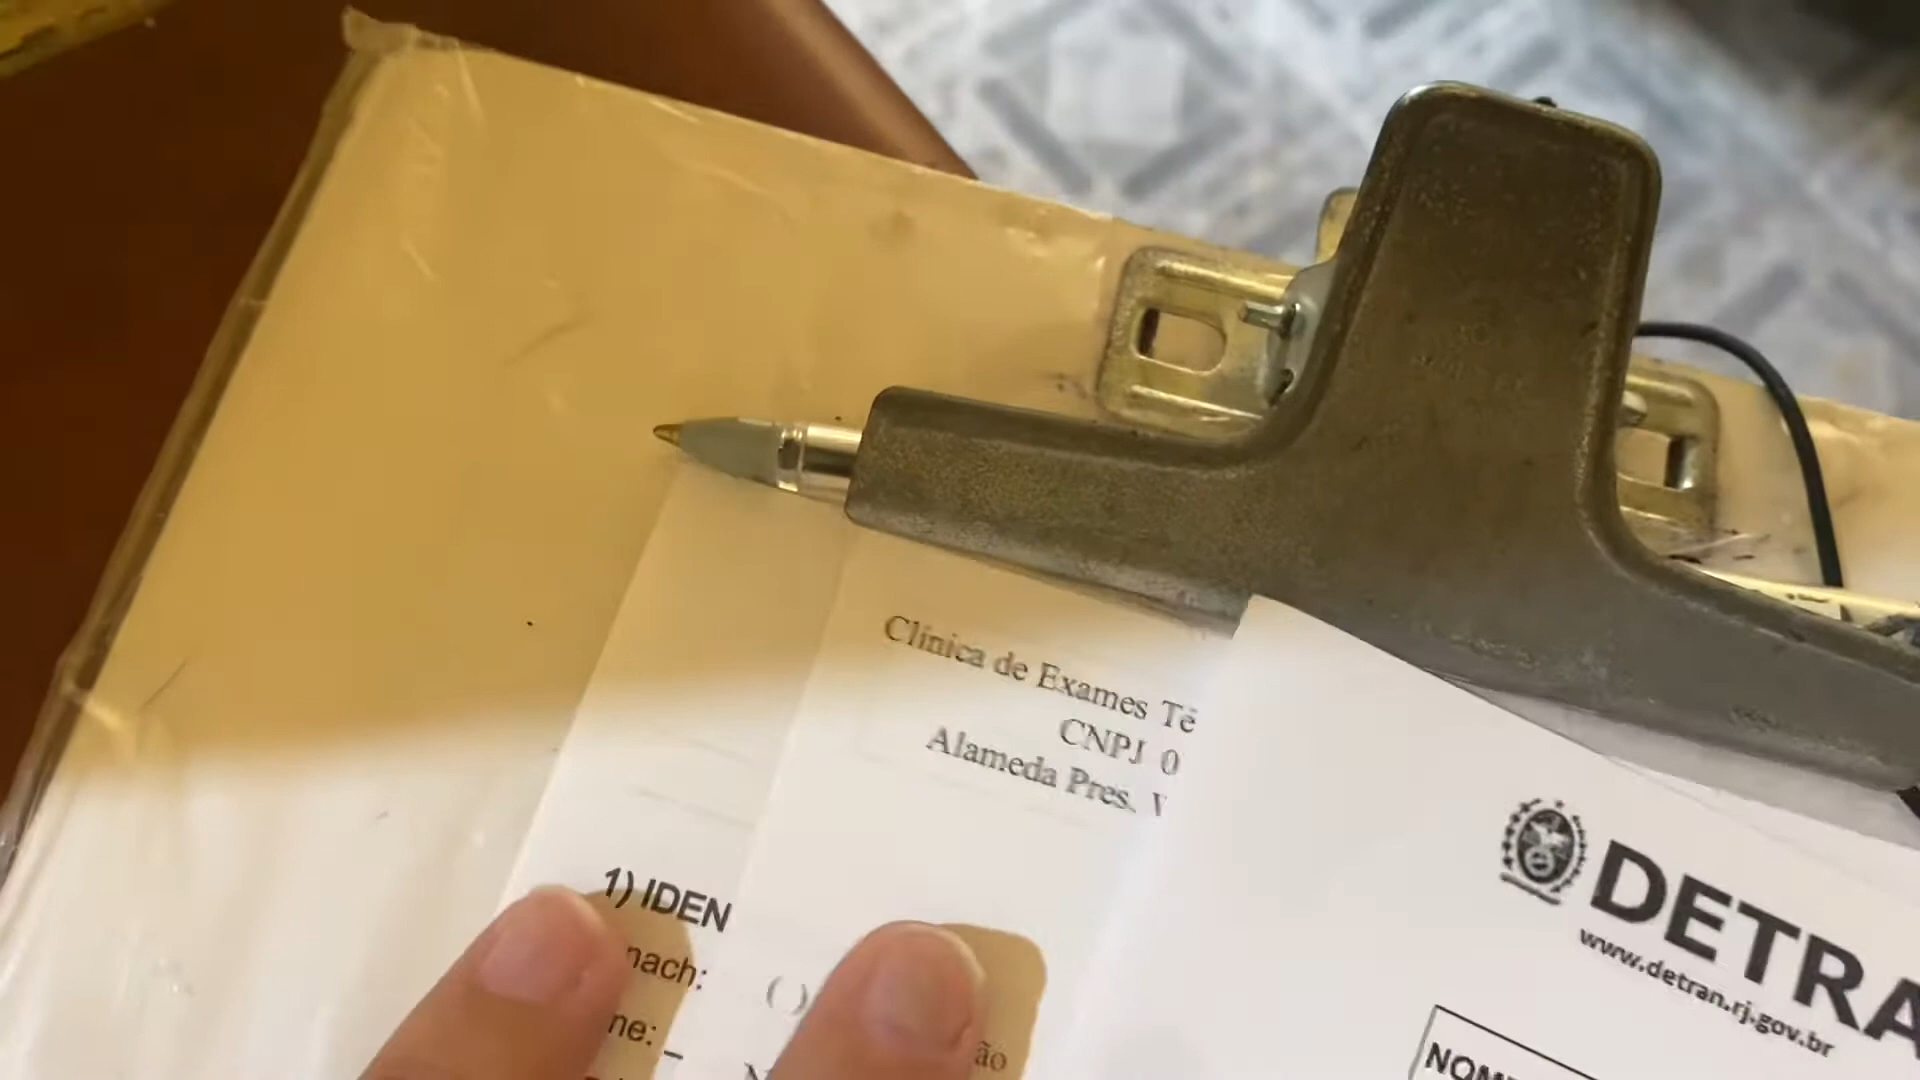 Clínica de Exames Té
CNPJ 0
Alameda Pres. W
1) IDEN
nach:
( )
ne: _
ão
DETRA
www.detran.rj.gov.br
NOM